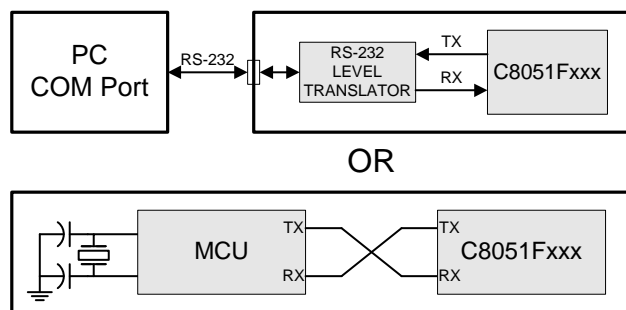 PC
COM Port
RS-232
RS-232
LEVEL
TRANSLATOR
TX
RX
C8051Fxxx
OR
MCU
TX
RX
TX
RX
C8051Fxxx